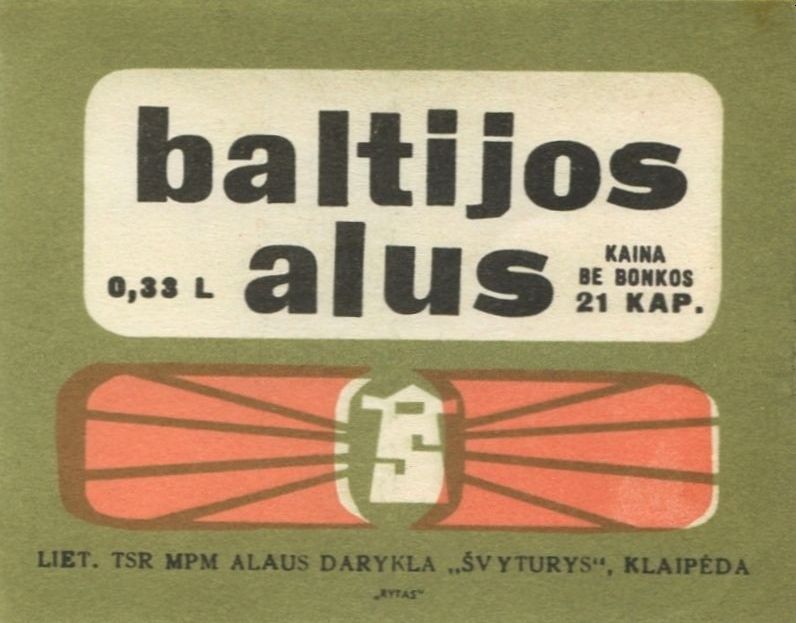 baltijos
alus
0,33 L
KAINA
BE BONKOS
21 KAP.
S
LIET. TSR MPM ALAUS DARYKLA „ŠVYTURYS“, KLAIPĖDA
„RYTAS“